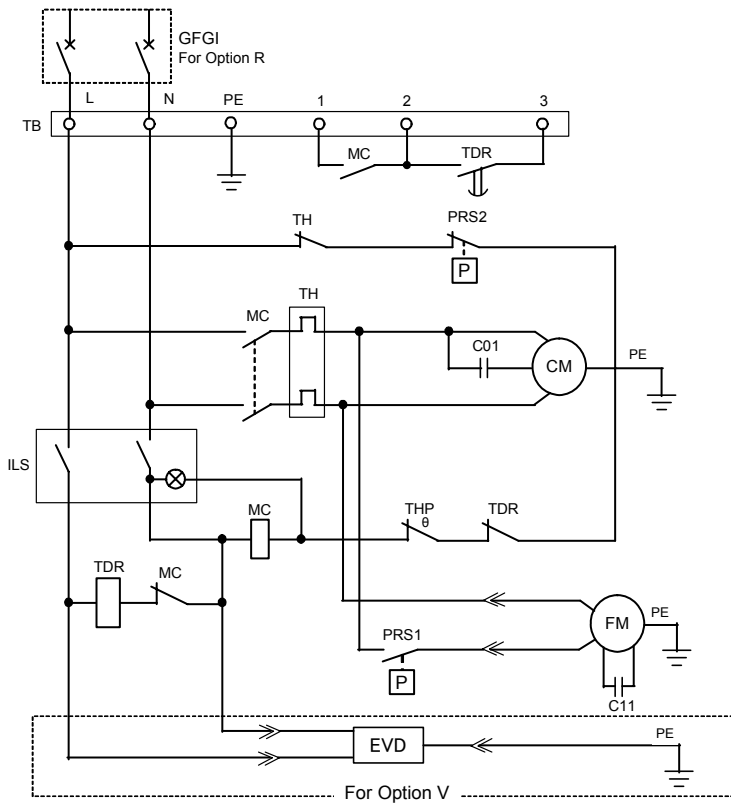 GFGI
For Option R
L
N
PE
1
2
3
TB
MC
TDR
TH
PRS2
P
TH
MC
C01
CM
PE
ILS
MC
THP
θ
TDR
TDR
MC
PRS1
P
FM
PE
C11
EVD
PE
For Option V